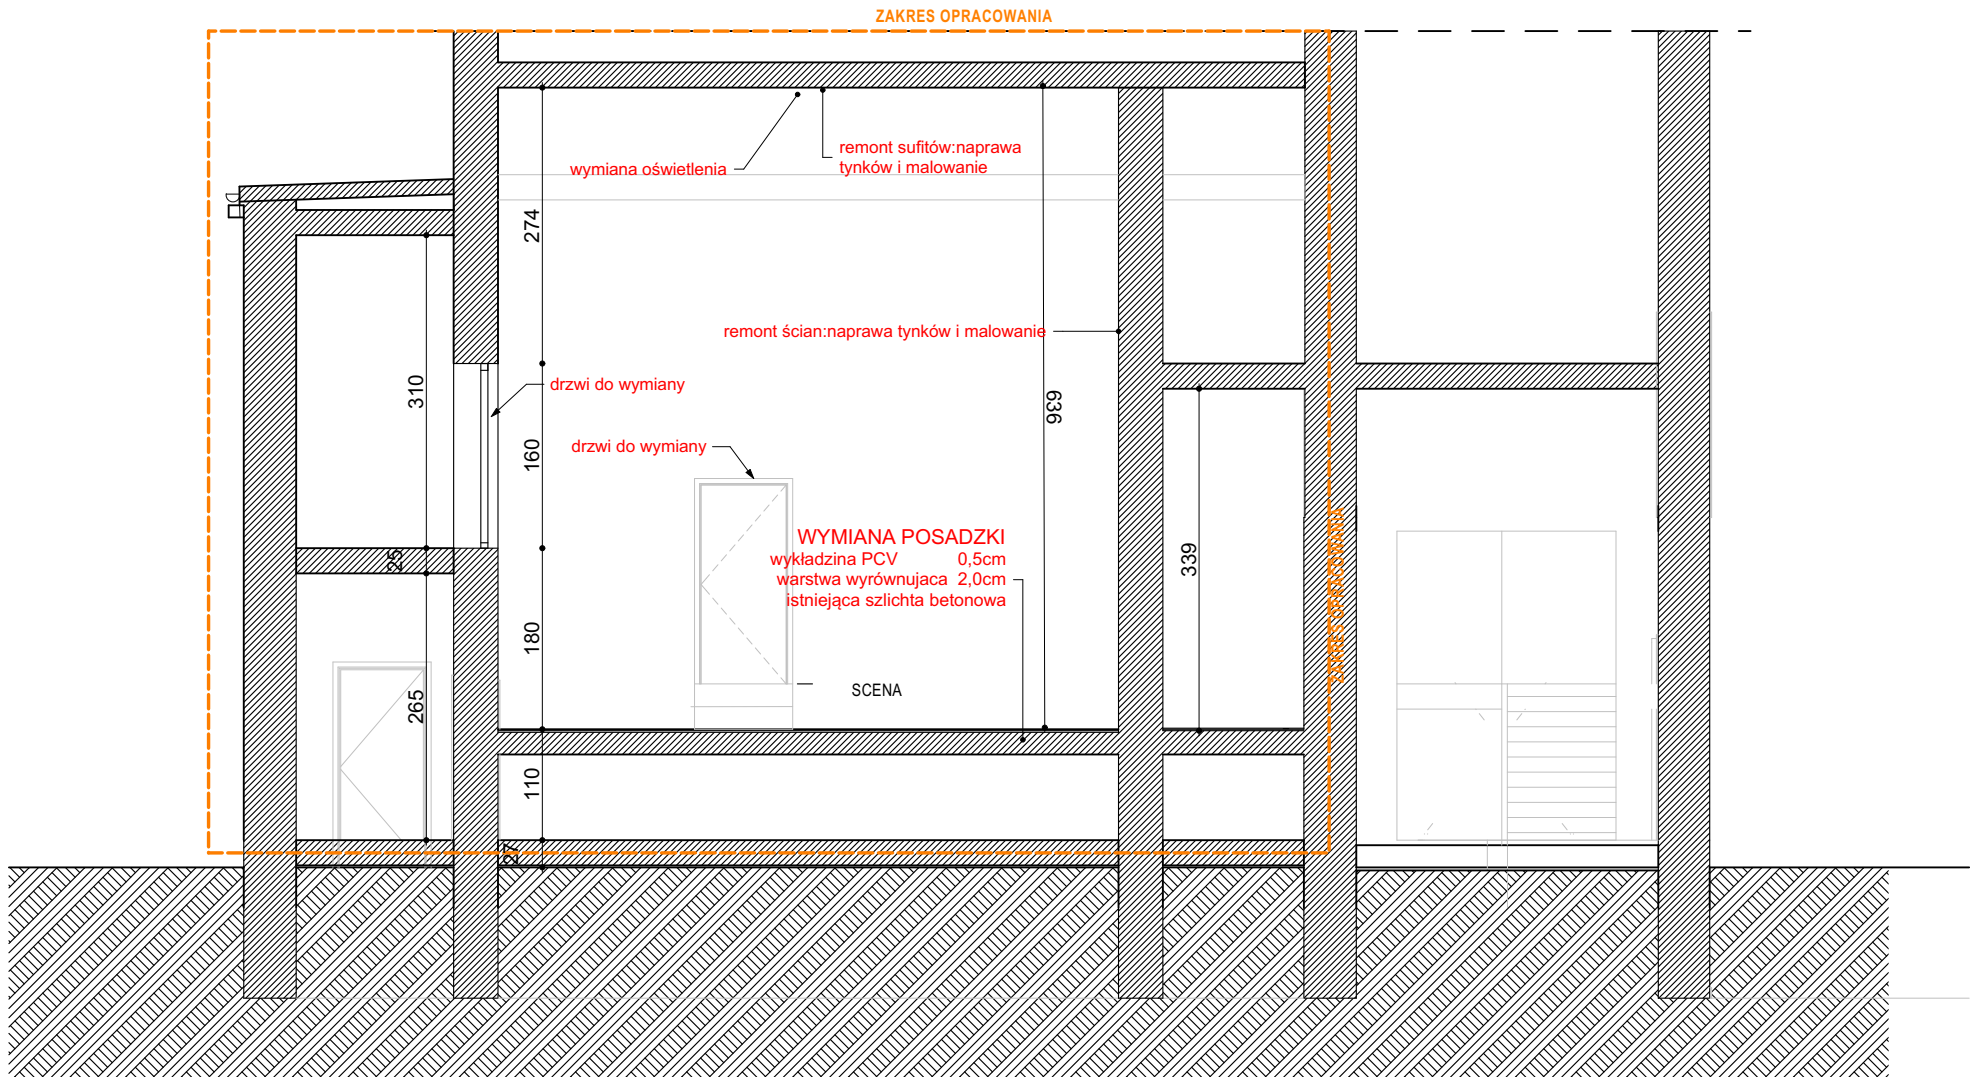 ZAKRES OPRACOWANIA
remont sufitów:naprawa
tynków i malowanie
wymiana oświetlenia
274
remont ścian:naprawa tynków i malowanie
drzwi do wymiany
310
636
drzwi do wymiany
160
WYMIANA POSADZKI
wykładzina PCV 0,5cm
warstwa wyrównujaca 2,0cm
istniejąca szlichta betonowa
25
339
ZAKRES OPRACOWANIA
180
SCENA
265
110
27